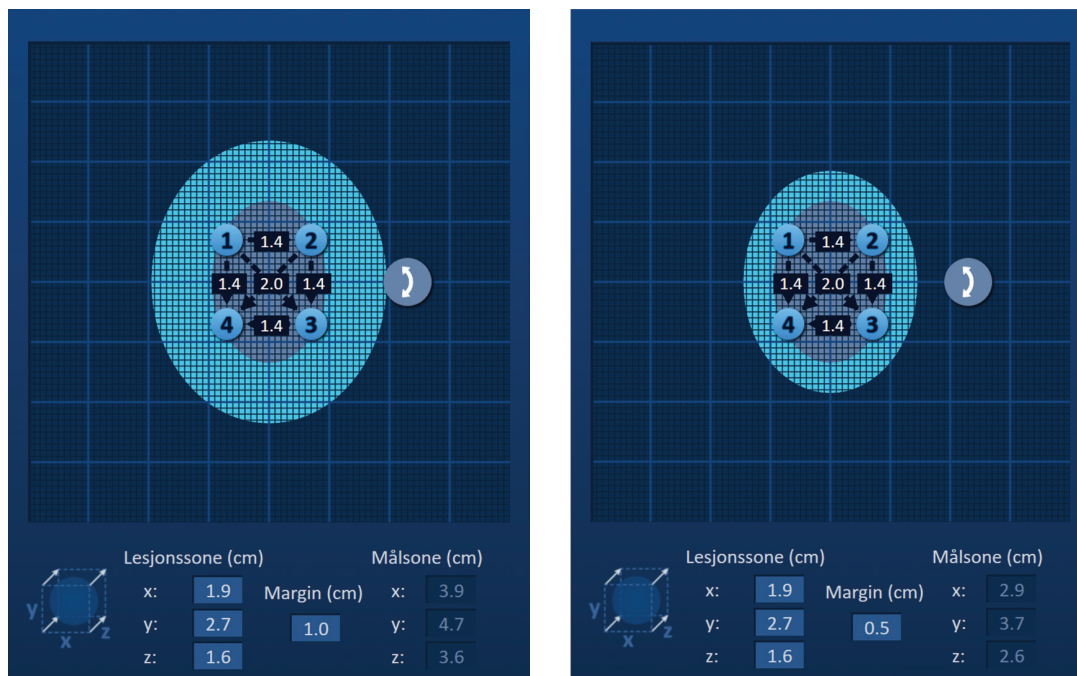 1 1.4 2
1.4 2.0 1.4
4 1.4 3
Lesjonssone (cm) Målsone (cm)
x: 1.9 Margin (cm) x: 3.9
y: 2.7 1.0 y: 4.7
z: 1.6 z: 3.6
y x z
1 1.4 2
1.4 2.0 1.4
4 1.4 3
Lesjonssone (cm) Målsone (cm)
x: 1.9 Margin (cm) x: 2.9
y: 2.7 0.5 y: 3.7
z: 1.6 z: 2.6
y x z